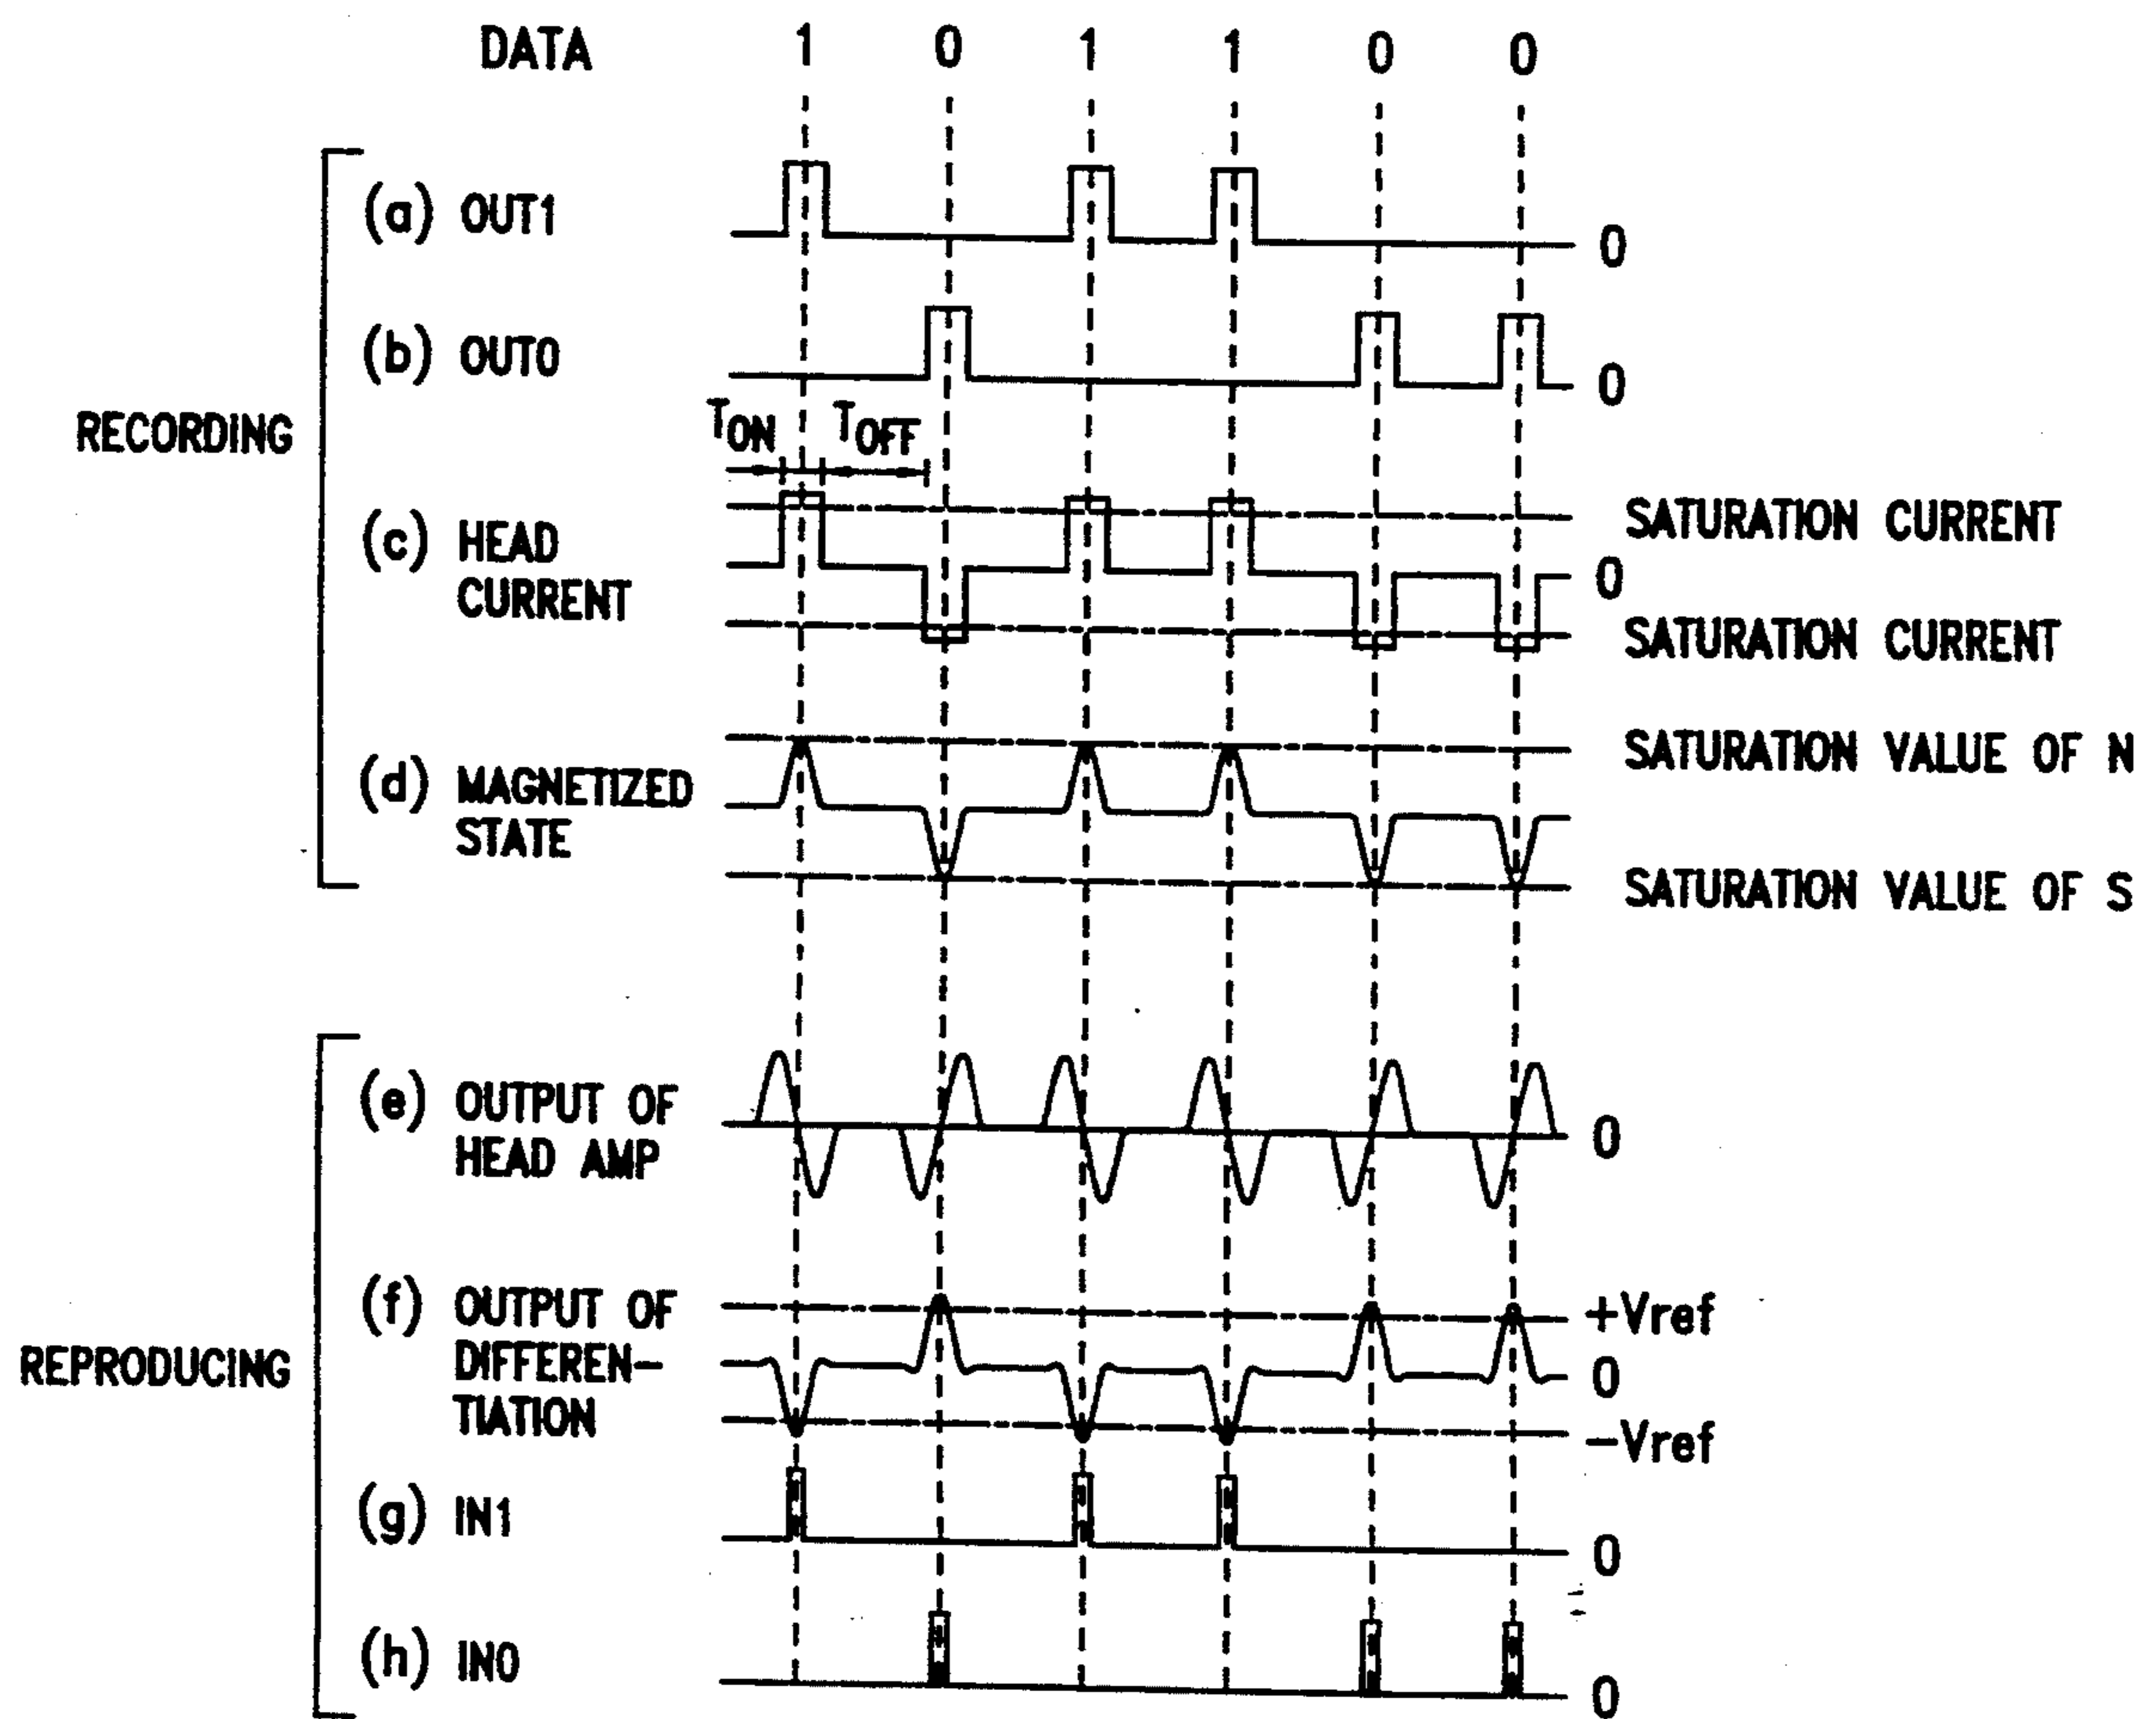 DATA 1 0 1 1 0 0
(a) OUT1 0
(b) OUT0 0
RECORDING
TON TOFF
(c) HEAD CURRENT
SATURATION CURRENT
0
SATURATION CURRENT
(d) MAGNETIZED STATE
SATURATION VALUE OF N
SATURATION VALUE OF S
(e) OUTPUT OF HEAD AMP
0
REPRODUCING
(f) OUTPUT OF DIFFEREN-
TIATION
+Vref
0
-Vref
(g) IN1 0
(h) IN0 0